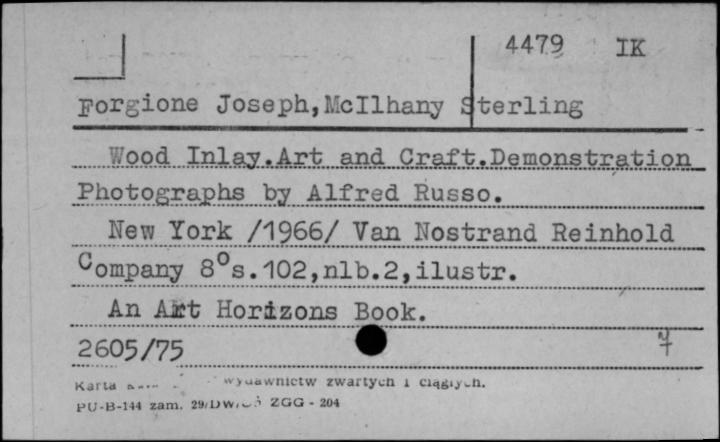 4479 IK
Forgione Joseph,McIlhany Sterling
Wood Inlay.Art and Craft.Demonstration
Photographs by Alfred Russo.
New York /1966/ Van Nostrand Reinhold
Company 8°s.102,nlb.2,ilustr.
An Art Horizons Book.
2605/75 7
Karta wydawnictw zwartych i ciągłych.
PU-B-144 zam. ZGG - 204